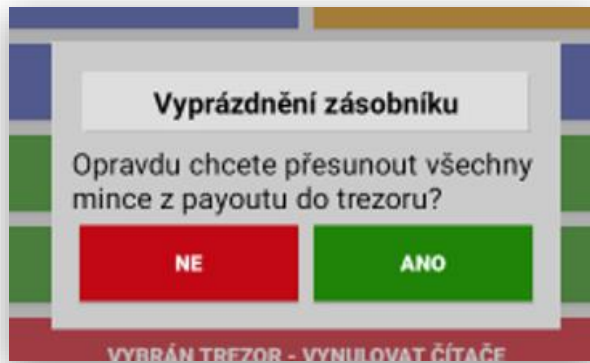 Vyprázdnění zásobníku
Opravdu chcete přesunout všechny
mince z payoutu do trezoru?
NE
ANO
VYBRÁN TREZOR - VYNULOVAT ČÍTAČE